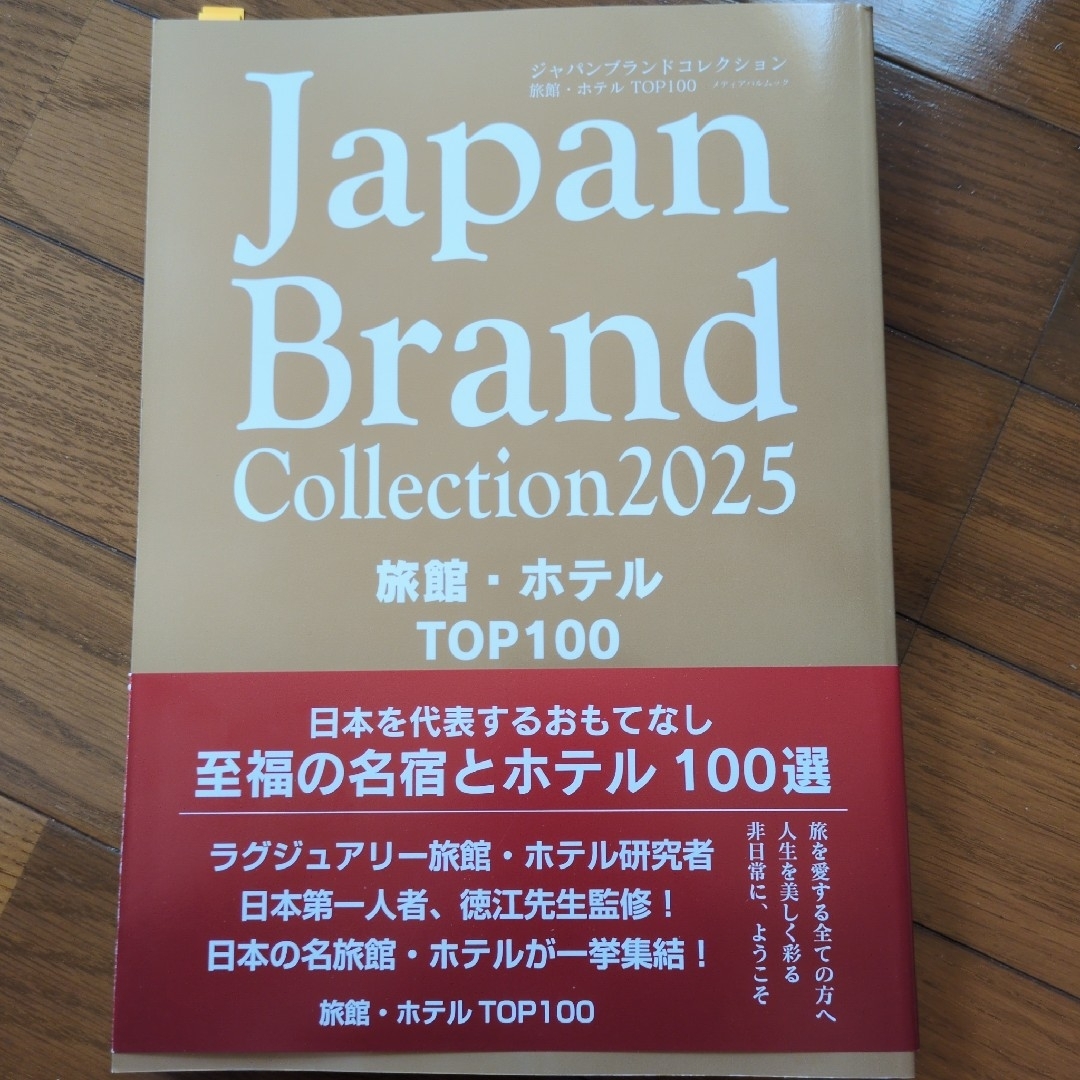 ジャパンブランドコレクション
旅館・ホテル TOP100 メディアパルムック
Japan
Brand
Collection2025
旅館・ホテル
TOP100
日本を代表するおもてなし
至福の名宿とホテル 100選
ラグジュアリー旅館・ホテル研究者
日本第一人者、徳江先生監修！
日本の名旅館・ホテルが一挙集結！
旅館・ホテル TOP100
旅を愛する全ての方へ
人生を美しく彩る
非日常に、ようこそ